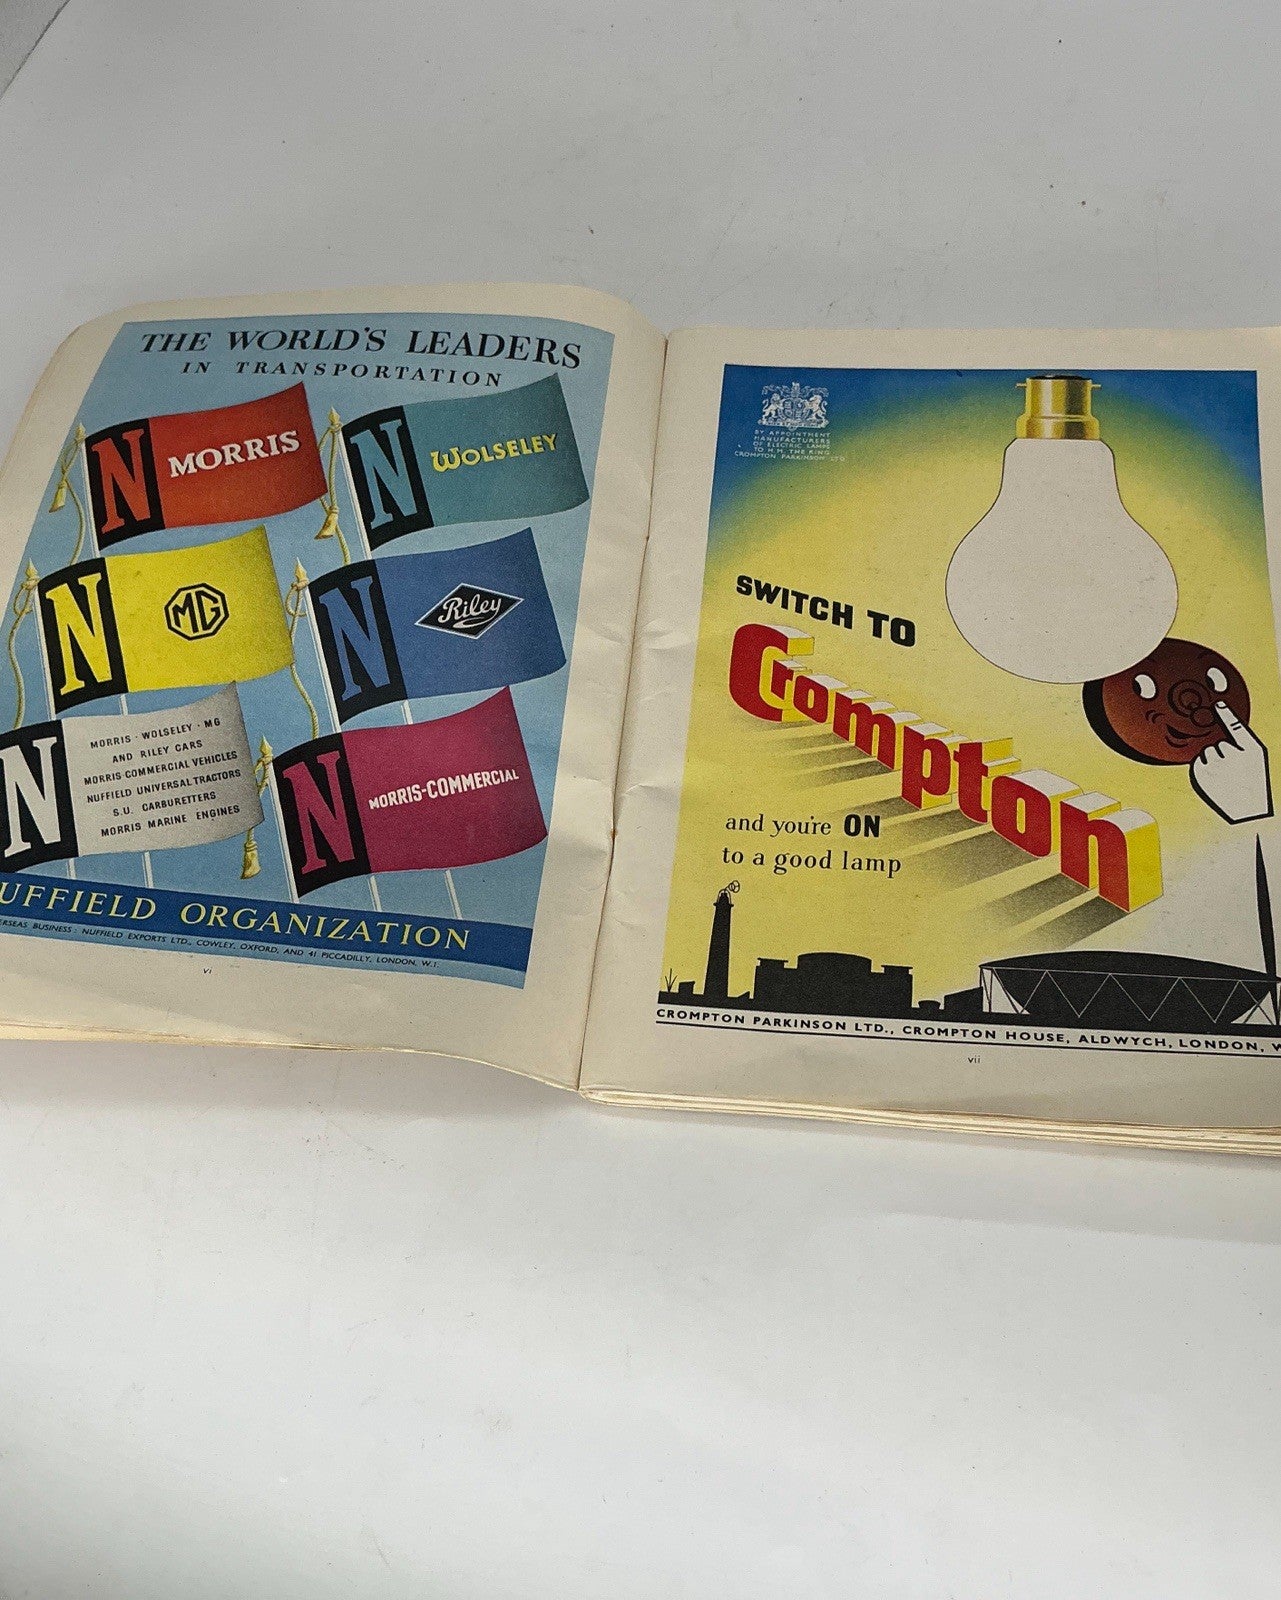 THE WORLD'S LEADERS
IN TRANSPORTATION
N MORRIS
N WOLSELEY
N MG
N Riley
N
MORRIS · WOLSELEY · MG
AND RILEY CARS
MORRIS-COMMERCIAL VEHICLES
NUFFIELD UNIVERSAL TRACTORS
S.U. CARBURETTERS
MORRIS MARINE ENGINES
N MORRIS-COMMERCIAL
UFFIELD ORGANIZATION
ERSEAS BUSINESS: NUFFIELD EXPORTS LTD., COWLEY, OXFORD, AND 41 PICCADILLY, LONDON, W.1.
vi
BY APPOINTMENT
MANUFACTURERS
OF ELECTRIC LAMPS
TO H.M. THE KING
CROMPTON PARKINSON LTD
SWITCH TO
Crompton
and you're ON
to a good lamp
CROMPTON PARKINSON LTD., CROMPTON HOUSE, ALDWYCH, LONDON, W
vii